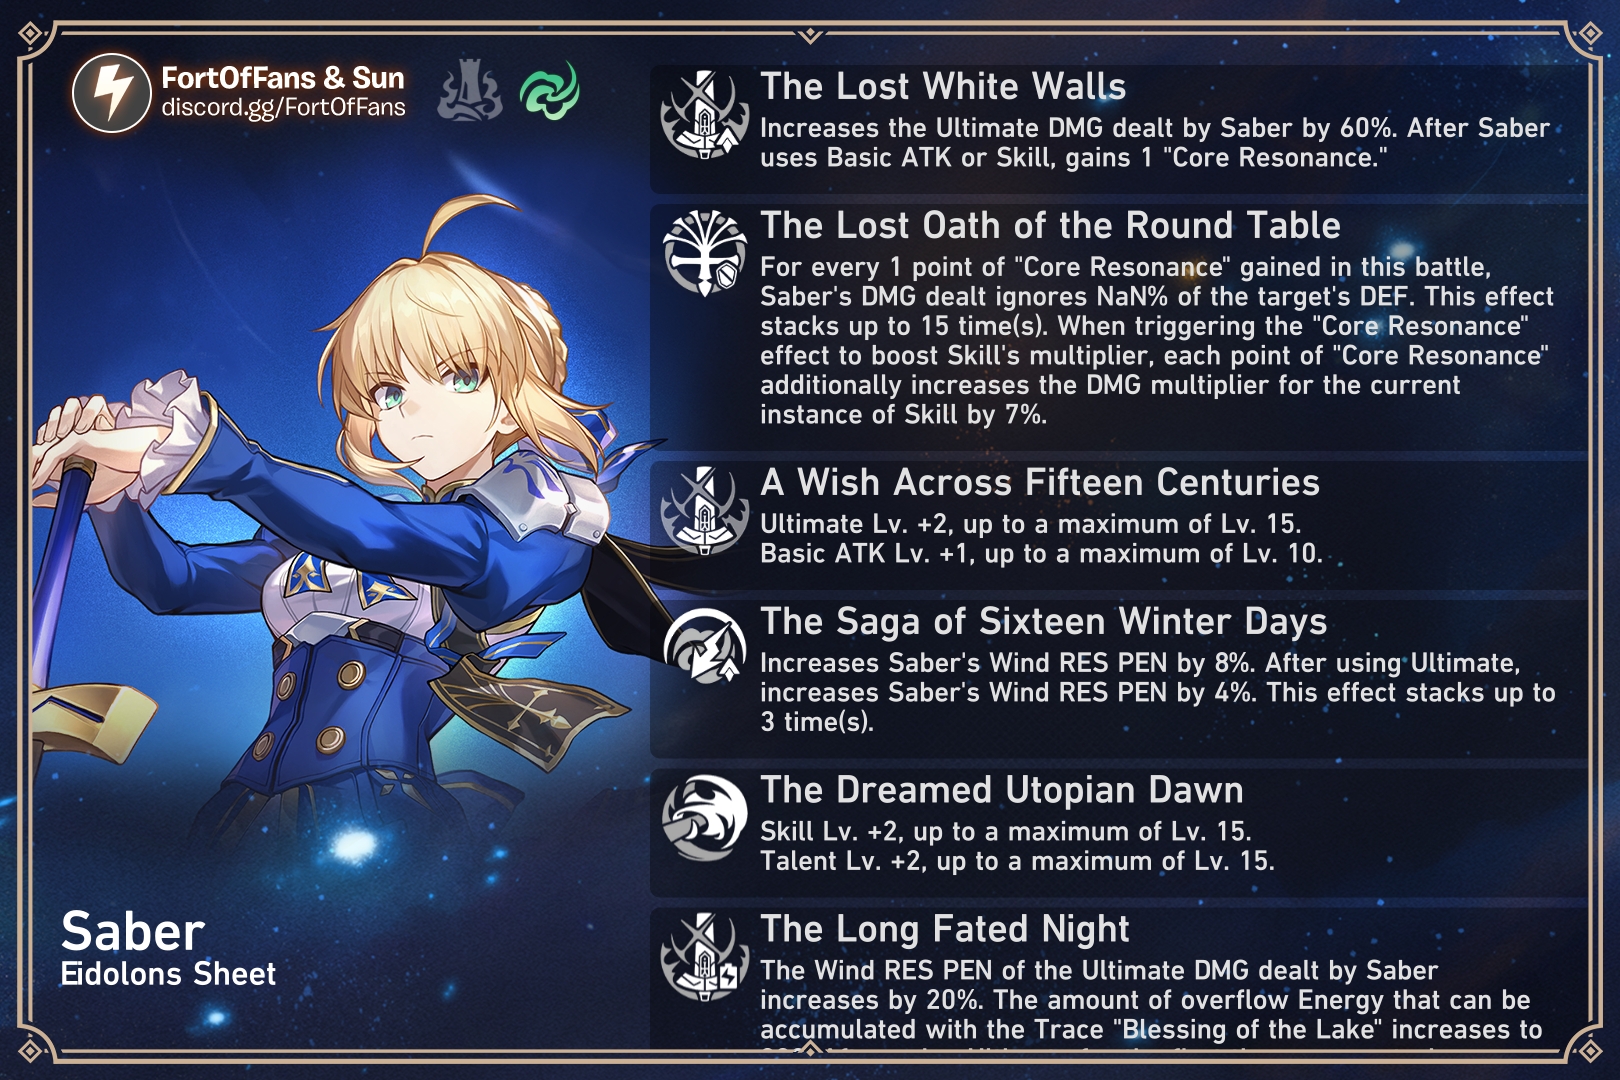 FortOfFans & Sun
discord.gg/FortOfFans
The Lost White Walls
Increases the Ultimate DMG dealt by Saber by 60%. After Saber
uses Basic ATK or Skill, gains 1 "Core Resonance."
The Lost Oath of the Round Table
For every 1 point of "Core Resonance" gained in this battle,
Saber's DMG dealt ignores NaN% of the target's DEF. This effect
stacks up to 15 time(s). When triggering the "Core Resonance"
effect to boost Skill's multiplier, each point of "Core Resonance"
additionally increases the DMG multiplier for the current
instance of Skill by 7%.
A Wish Across Fifteen Centuries
Ultimate Lv. +2, up to a maximum of Lv. 15.
Basic ATK Lv. +1, up to a maximum of Lv. 10.
The Saga of Sixteen Winter Days
Increases Saber's Wind RES PEN by 8%. After using Ultimate,
increases Saber's Wind RES PEN by 4%. This effect stacks up to
3 time(s).
The Dreamed Utopian Dawn
Skill Lv. +2, up to a maximum of Lv. 15.
Talent Lv. +2, up to a maximum of Lv. 15.
The Long Fated Night
The Wind RES PEN of the Ultimate DMG dealt by Saber
increases by 20%. The amount of overflow Energy that can be
accumulated with the Trace "Blessing of the Lake" increases to
Saber
Eidolons Sheet